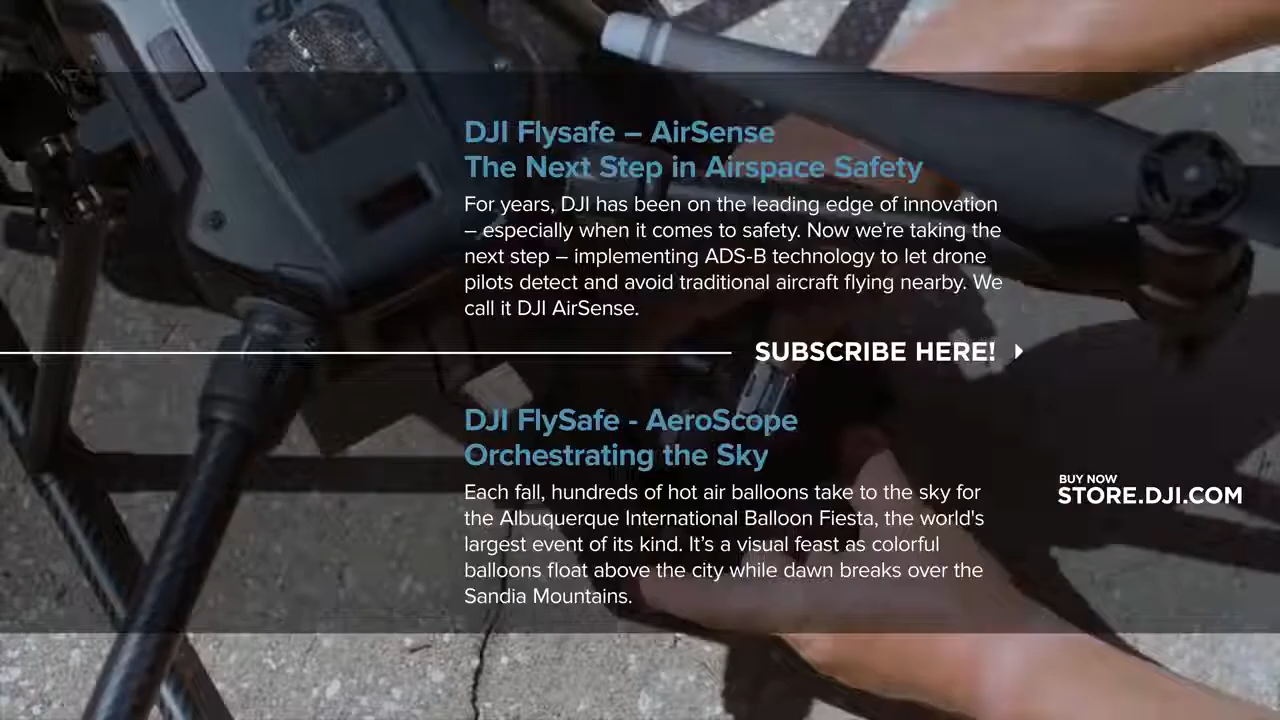 dji
DJI Flysafe – AirSense
The Next Step in Airspace Safety
For years, DJI has been on the leading edge of innovation
– especially when it comes to safety. Now we’re taking the
next step – implementing ADS-B technology to let drone
pilots detect and avoid traditional aircraft flying nearby. We
call it DJI AirSense.
SUBSCRIBE HERE!
DJI FlySafe - AeroScope
Orchestrating the Sky
Each fall, hundreds of hot air balloons take to the sky for
the Albuquerque International Balloon Fiesta, the world's
largest event of its kind. It’s a visual feast as colorful
balloons float above the city while dawn breaks over the
Sandia Mountains.
BUY NOW
STORE.DJI.COM